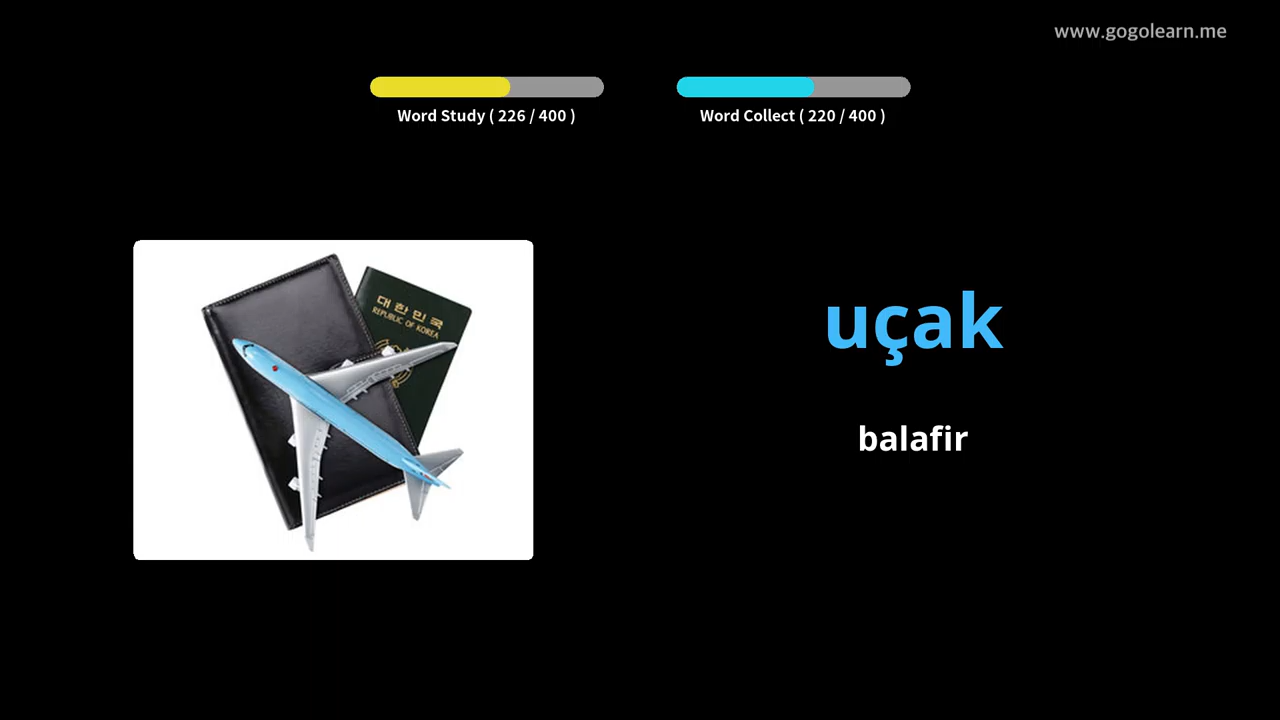 www.gogolearn.me
Word Study ( 226 / 400 )
Word Collect ( 220 / 400 )
대한민국
REPUBLIC OF KOREA
uçak
balafir